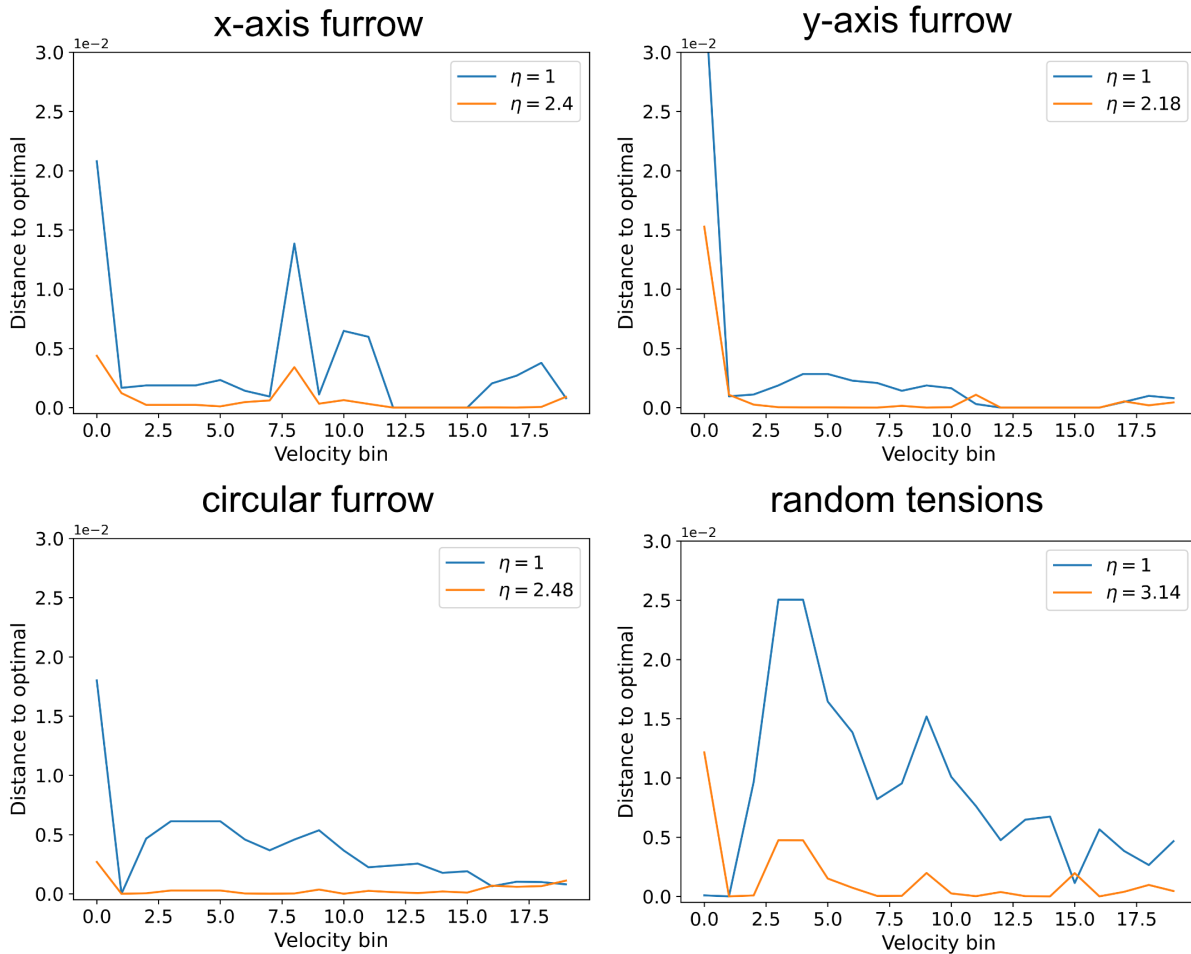 x-axis furrow
1e−2
3.0
2.5
2.0
1.5
1.0
0.5
0.0
Distance to optimal
η = 1
η = 2.4
0.0 2.5 5.0 7.5 10.0 12.5 15.0 17.5
Velocity bin
y-axis furrow
1e−2
3.0
2.5
2.0
1.5
1.0
0.5
0.0
Distance to optimal
η = 1
η = 2.18
0.0 2.5 5.0 7.5 10.0 12.5 15.0 17.5
Velocity bin
circular furrow
1e−2
3.0
2.5
2.0
1.5
1.0
0.5
0.0
Distance to optimal
η = 1
η = 2.48
0.0 2.5 5.0 7.5 10.0 12.5 15.0 17.5
Velocity bin
random tensions
1e−2
3.0
2.5
2.0
1.5
1.0
0.5
0.0
Distance to optimal
η = 1
η = 3.14
0.0 2.5 5.0 7.5 10.0 12.5 15.0 17.5
Velocity bin